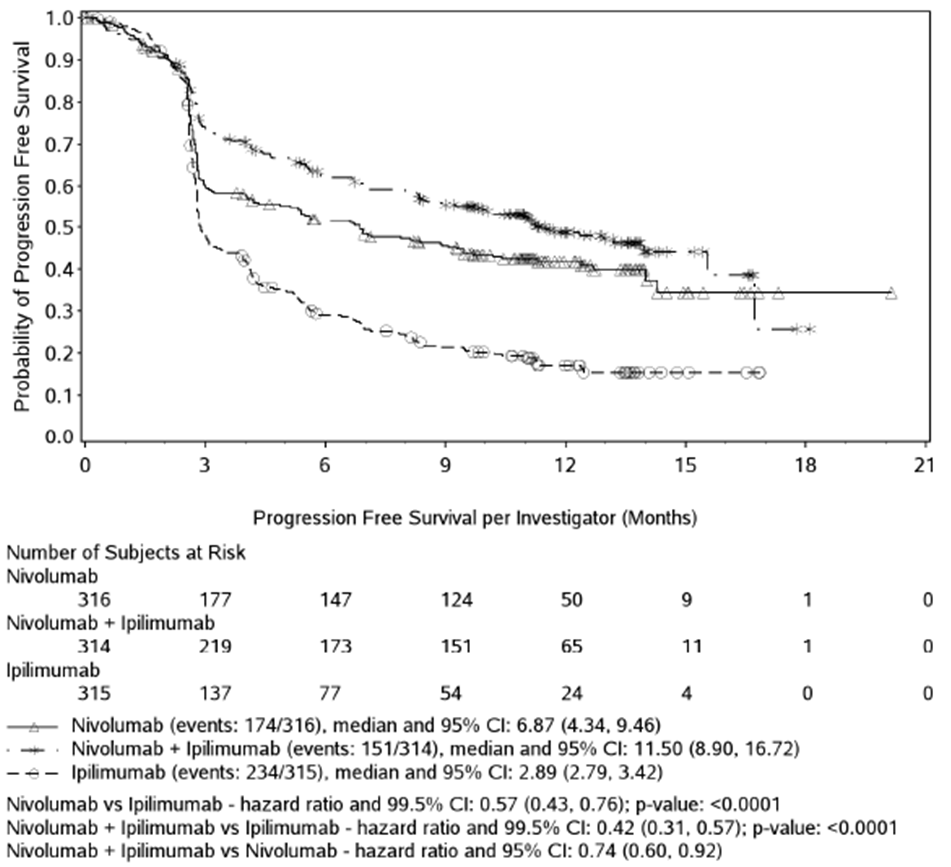 1.0
0.9
0.8
0.7
0.6
0.5
0.4
0.3
0.2
0.1
0.0
Probability of Progression Free Survival
0 3 6 9 12 15 18 21
Progression Free Survival per Investigator (Months)
Number of Subjects at Risk
Nivolumab
316 177 147 124 50 9 1 0
Nivolumab + Ipilimumab
314 219 173 151 65 11 1 0
Ipilimumab
315 137 77 54 24 4 0 0
Nivolumab (events: 174/316), median and 95% CI: 6.87 (4.34, 9.46)
Nivolumab + Ipilimumab (events: 151/314), median and 95% CI: 11.50 (8.90, 16.72)
Ipilimumab (events: 234/315), median and 95% CI: 2.89 (2.79, 3.42)
Nivolumab vs Ipilimumab - hazard ratio and 99.5% CI: 0.57 (0.43, 0.76); p-value: <0.0001
Nivolumab + Ipilimumab vs Ipilimumab - hazard ratio and 99.5% CI: 0.42 (0.31, 0.57); p-value: <0.0001
Nivolumab + Ipilimumab vs Nivolumab - hazard ratio and 95% CI: 0.74 (0.60, 0.92)